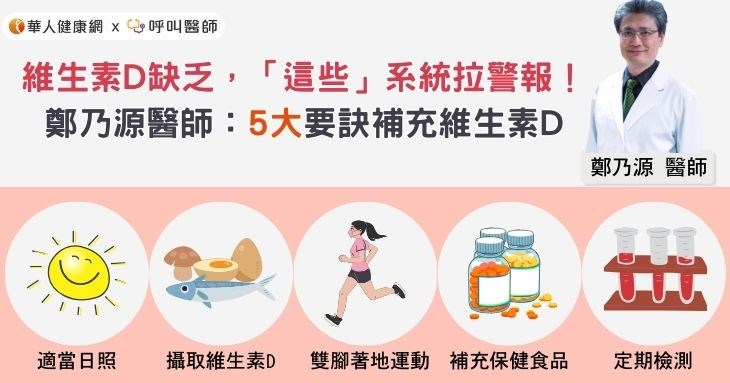 華人健康網 x 呼叫醫師
維生素D缺乏，「這些」系統拉警報！
鄭乃源醫師：5大要訣補充維生素D
鄭乃源 醫師
適當日照
攝取維生素D
雙腳著地運動
補充保健食品
定期檢測